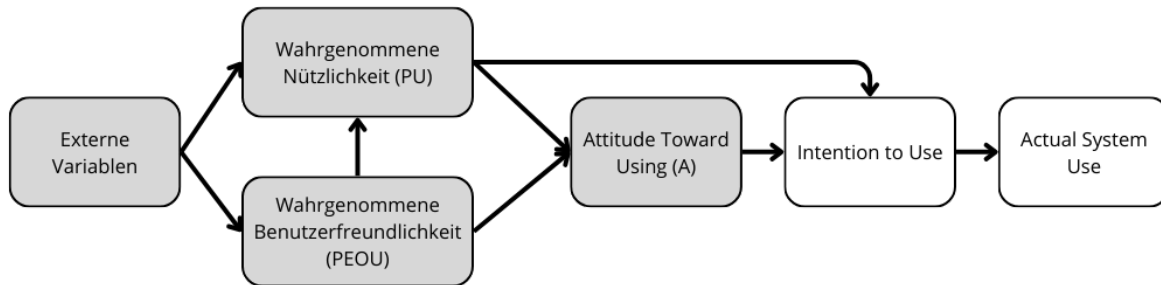 Externe
Variablen
Wahrgenommene
Nützlichkeit (PU)
Wahrgenommene
Benutzerfreundlichkeit
(PEOU)
Attitude Toward
Using (A)
Intention to Use
Actual System
Use